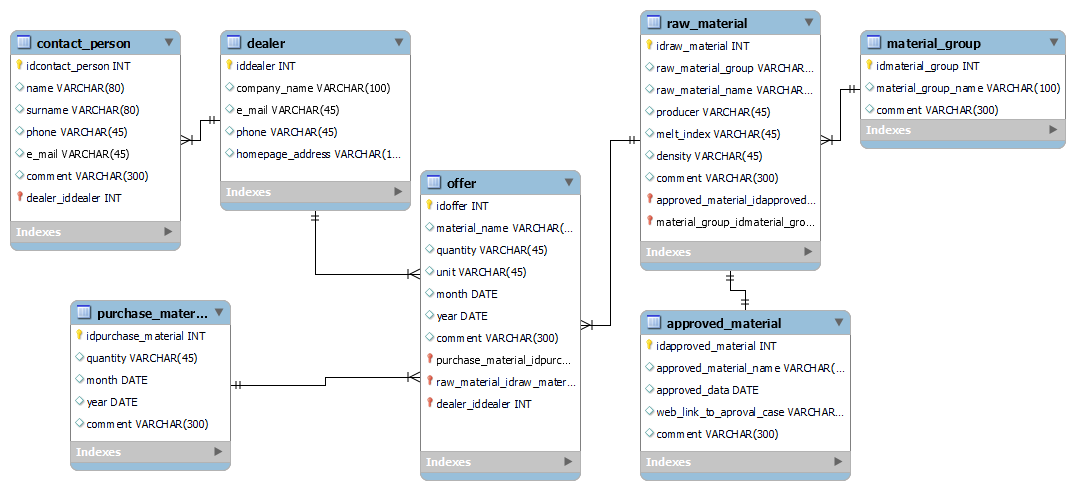 contact_person
idcontact_person INT
name VARCHAR(80)
surname VARCHAR(80)
phone VARCHAR(45)
e_mail VARCHAR(45)
comment VARCHAR(300)
dealer_iddealer INT
Indexes
dealer
iddealer INT
company_name VARCHAR(100)
e_mail VARCHAR(45)
phone VARCHAR(45)
homepage_address VARCHAR(1...
Indexes
offer
idoffer INT
material_name VARCHAR(...
quantity VARCHAR(45)
unit VARCHAR(45)
month DATE
year DATE
comment VARCHAR(300)
purchase_material_idpurc...
raw_material_idraw_mater...
dealer_iddealer INT
Indexes
raw_material
idraw_material INT
raw_material_group VARCHAR...
raw_material_name VARCHAR...
producer VARCHAR(45)
melt_index VARCHAR(45)
density VARCHAR(45)
comment VARCHAR(300)
approved_material_idapproved...
material_group_idmaterial_gro...
Indexes
material_group
idmaterial_group INT
material_group_name VARCHAR(100)
comment VARCHAR(300)
Indexes
purchase_mater...
idpurchase_material INT
quantity VARCHAR(45)
month DATE
year DATE
comment VARCHAR(300)
Indexes
approved_material
idapproved_material INT
approved_material_name VARCHAR(...
approved_data DATE
web_link_to_aproval_case VARCHAR...
comment VARCHAR(300)
Indexes